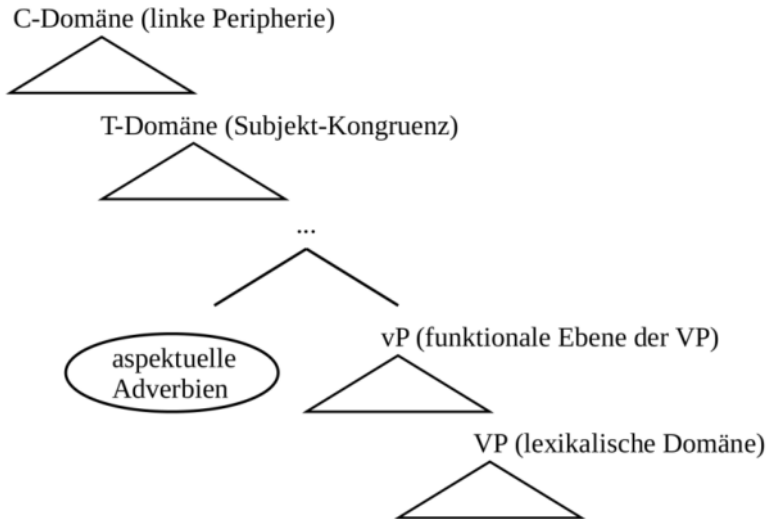 C-Domäne (linke Peripherie)
T-Domäne (Subjekt-Kongruenz)
...
vP (funktionale Ebene der VP)
aspektuelle
Adverbien
VP (lexikalische Domäne)